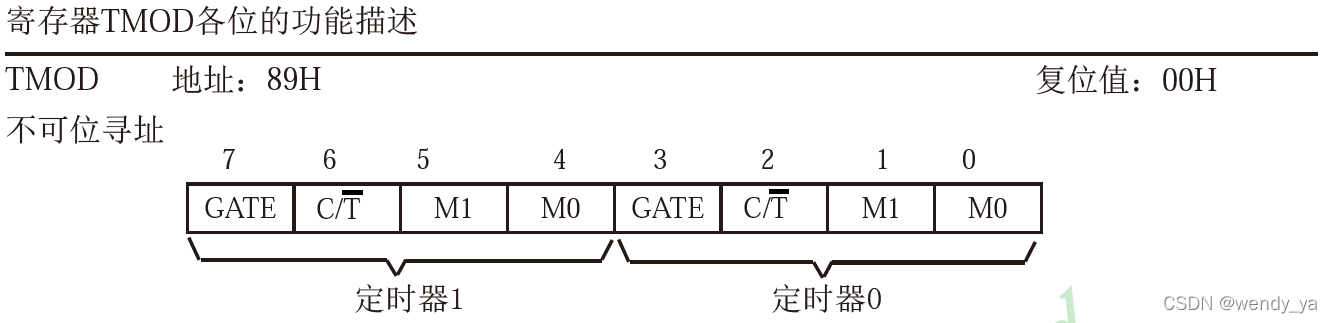 寄存器TMOD各位的功能描述
TMOD 地址：89H 复位值：00H
不可位寻址
7 6 5 4 3 2 1 0
GATE C/T̅ M1 M0 GATE C/T̅ M1 M0
定时器1 定时器0
CSDN @wendy_ya